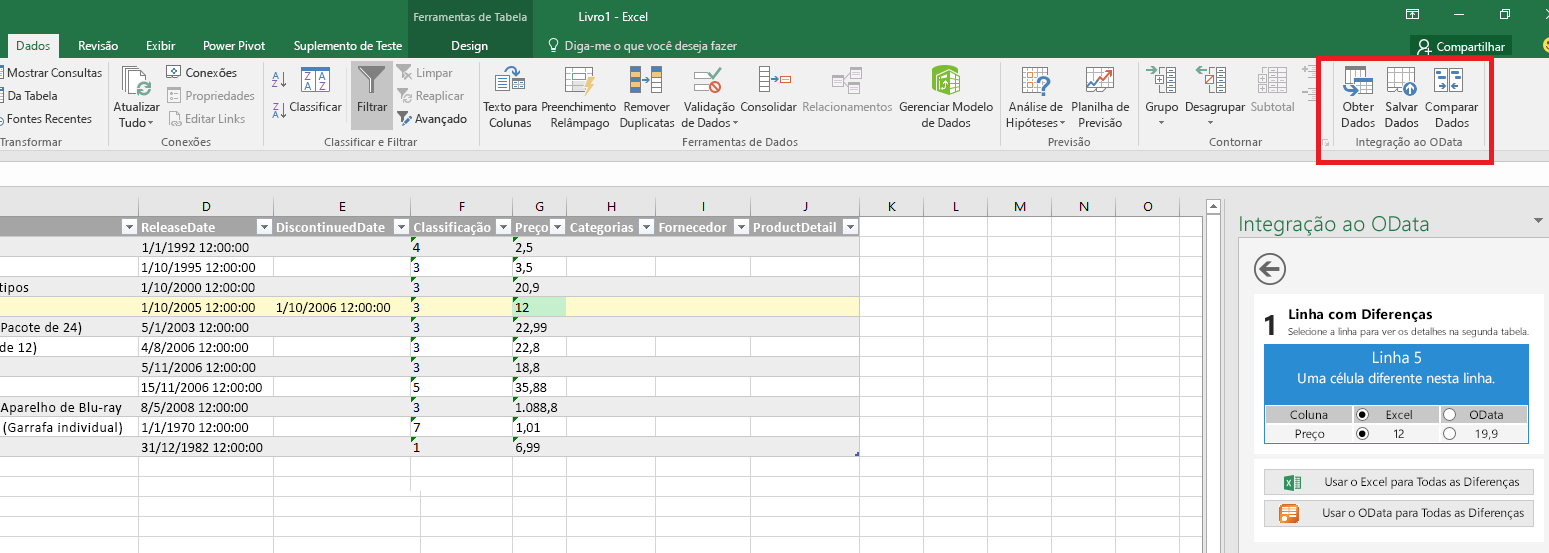 Ferramentas de Tabela
Livro1 - Excel
Dados Revisão Exibir Power Pivot Suplemento de Teste Design Diga-me o que você deseja fazer
Compartilhar
Mostrar Consultas
Da Tabela
Fontes Recentes
Transformar
Atualizar
Tudo
Conexões
Propriedades
Editar Links
Conexões
Classificar
Filtrar
Limpar
Reaplicar
Avançado
Classificar e Filtrar
Texto para
Colunas
Preenchimento
Relâmpago
Remover
Duplicatas
Validação
de Dados
Consolidar
Relacionamentos
Gerenciar Modelo
de Dados
Ferramentas de Dados
Análise de
Hipóteses
Planilha de
Previsão
Previsão
Grupo
Desagrupar
Subtotal
Contornar
Obter
Dados
Salvar
Dados
Comparar
Dados
Integração ao OData
D E F G H I J K L M N O
ReleaseDate DiscontinuedDate Classificação Preço Categorias Fornecedor ProductDetail
1/1/1992 12:00:00 4 2,5
1/10/1995 12:00:00 3 3,5
tipos 1/10/2000 12:00:00 3 20,9
1/10/2005 12:00:00 1/10/2006 12:00:00 3 12
Pacote de 24) 5/1/2003 12:00:00 3 22,99
de 12) 4/8/2006 12:00:00 3 22,8
5/11/2006 12:00:00 3 18,8
15/11/2006 12:00:00 5 35,88
Aparelho de Blu-ray 8/5/2008 12:00:00 3 1.088,8
(Garrafa individual) 1/1/1970 12:00:00 7 1,01
31/12/1982 12:00:00 1 6,99
Integração ao OData
1 Linha com Diferenças
Selecione a linha para ver os detalhes na segunda tabela.
Linha 5
Uma célula diferente nesta linha.
Coluna Excel OData
Preço 12 19,9
Usar o Excel para Todas as Diferenças
Usar o OData para Todas as Diferenças